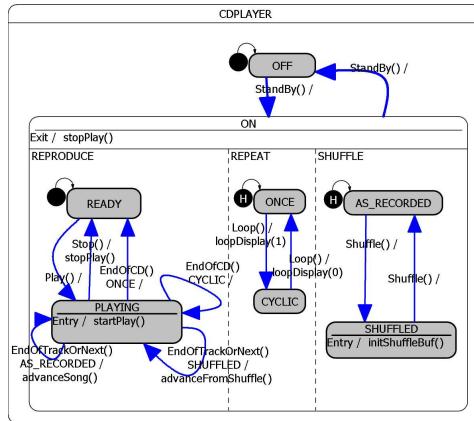 CDPLAYER
OFF
StandBy() /
StandBy() /
ON
Exit / stopPlay()
REPRODUCE
REPEAT
SHUFFLE
READY
H
ONCE
H
AS_RECORDED
Stop() /
stopPlay()
EndOfCD()
ONCE /
Play() /
EndOfCD()
CYCLIC /
Loop() /
loopDisplay(1)
Loop() /
loopDisplay(0)
Shuffle() /
Shuffle() /
PLAYING
Entry / startPlay()
CYCLIC
SHUFFLED
Entry / initShuffleBuf()
EndOfTrackOrNext()
AS_RECORDED /
advanceSong()
EndOfTrackOrNext()
SHUFFLED /
advanceFromShuffle()